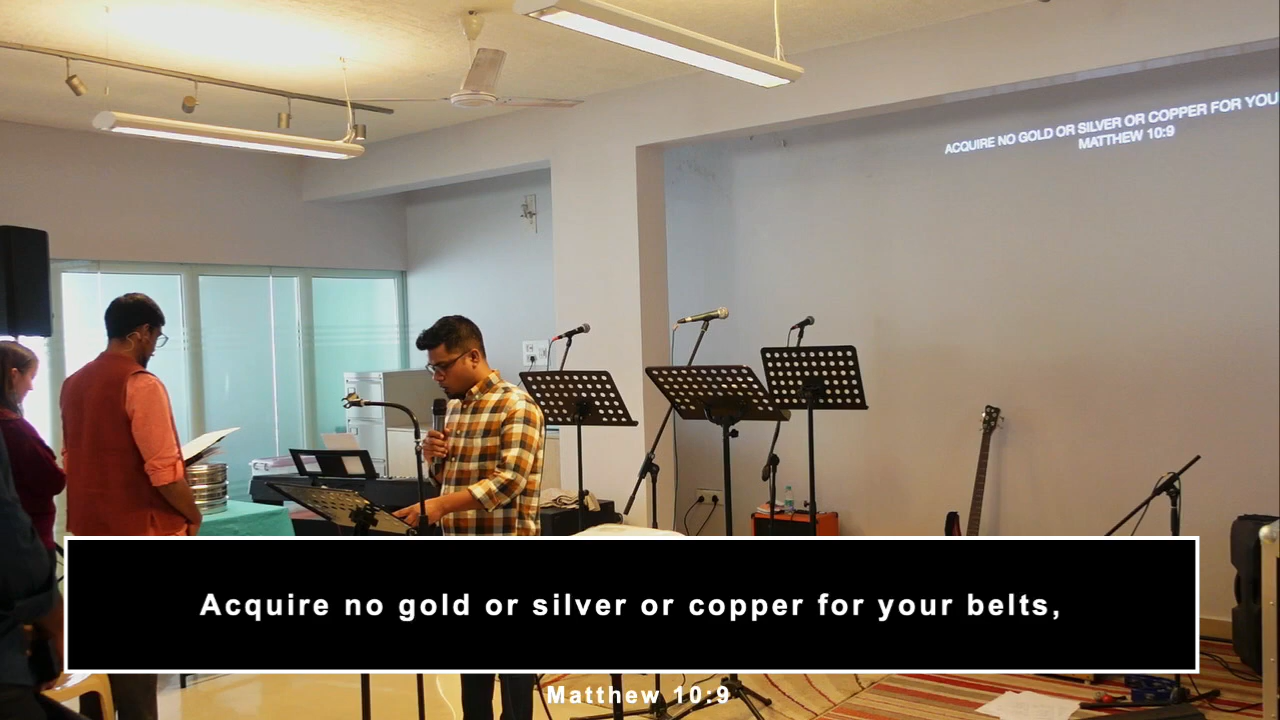 ACQUIRE NO GOLD OR SILVER OR COPPER FOR YOU
MATTHEW 10:9
Acquire no gold or silver or copper for your belts,
Matthew 10:9